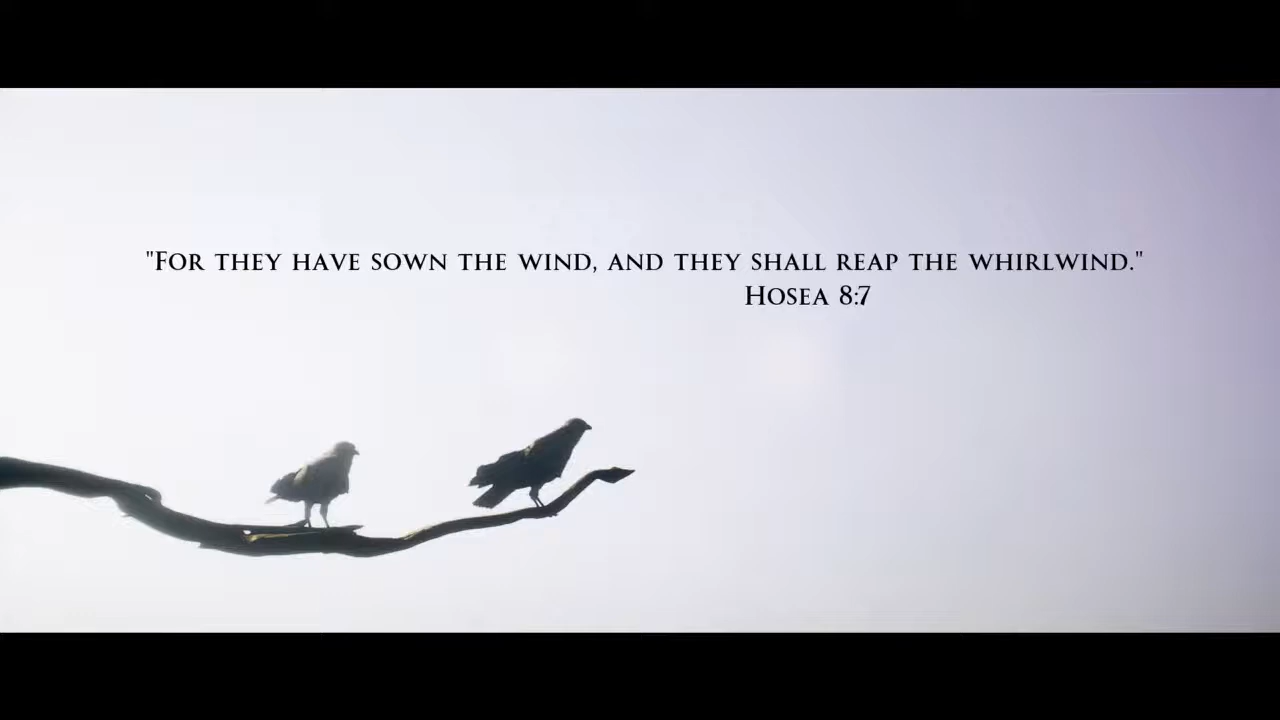 "For they have sown the wind, and they shall reap the whirlwind."
Hosea 8:7